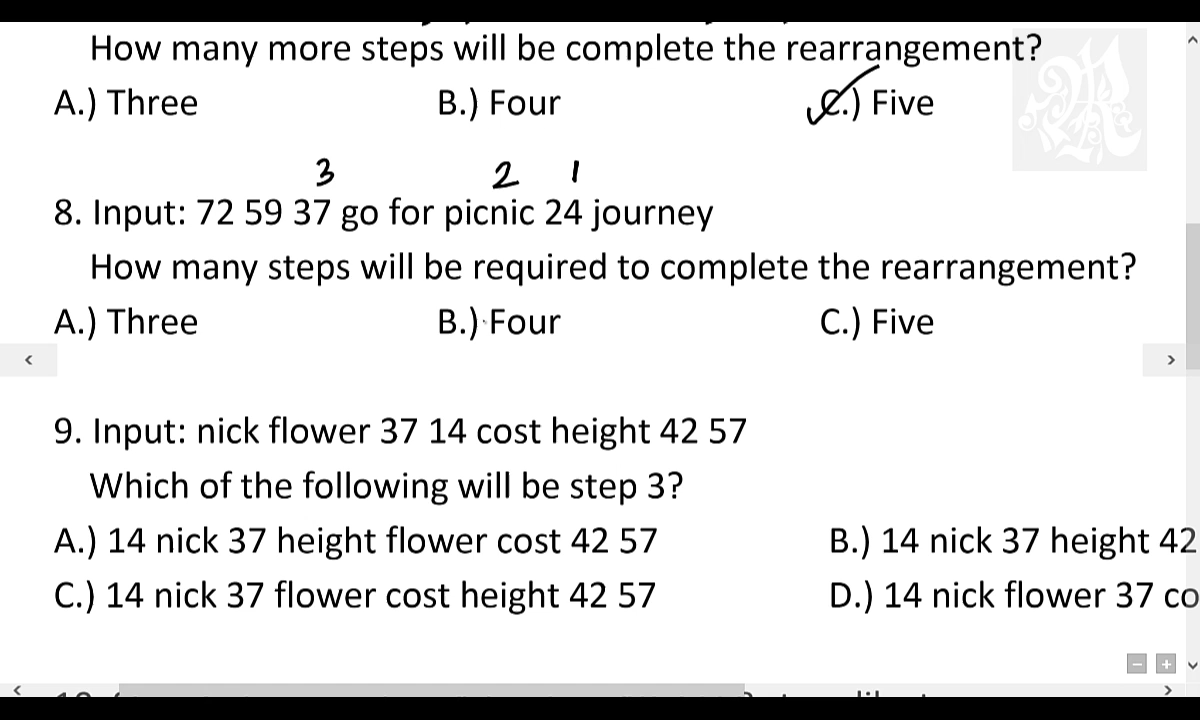 How many more steps will be complete the rearrangement?
A.) Three B.) Four C.) Five
3 2 1
8. Input: 72 59 37 go for picnic 24 journey
How many steps will be required to complete the rearrangement?
A.) Three B.) Four C.) Five
9. Input: nick flower 37 14 cost height 42 57
Which of the following will be step 3?
A.) 14 nick 37 height flower cost 42 57 B.) 14 nick 37 height 42
C.) 14 nick 37 flower cost height 42 57 D.) 14 nick flower 37 co